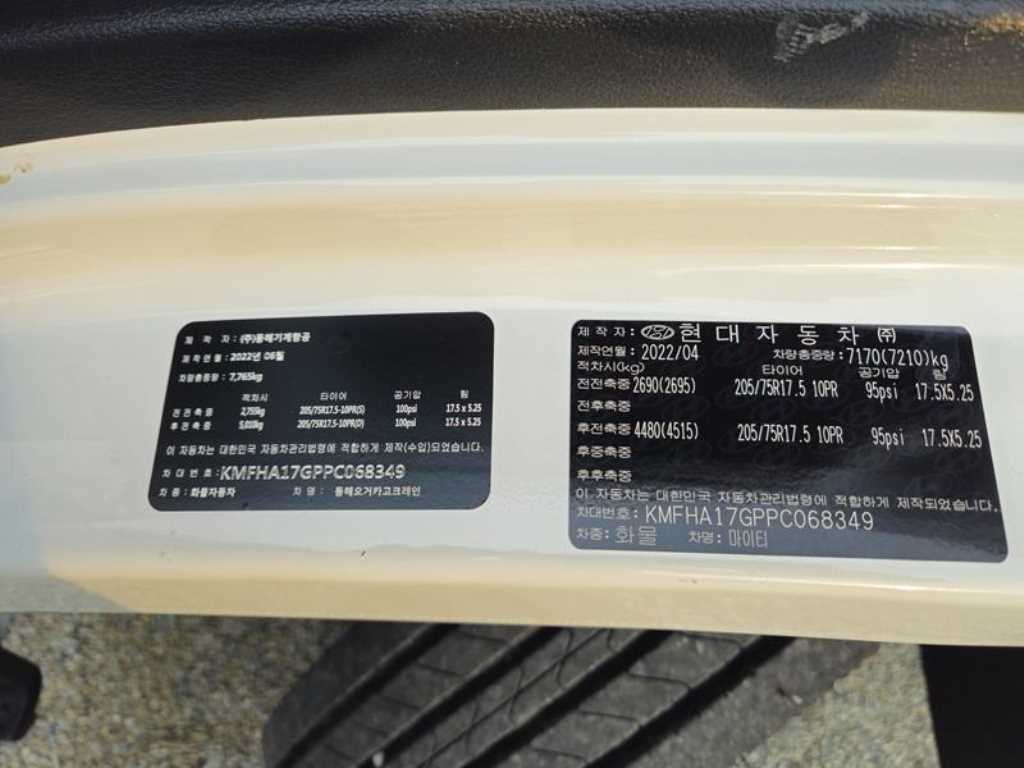 제 작 자 : (주)동해기계항공
제작연월 : 2022년 06월
차량총중량 : 7,765kg
적차시 타이어 공기압 림
전 전 축 중 2,755kg 205/75R17.5-10PR(S) 100psi 17.5 x 5.25
후 전 축 중 5,010kg 205/75R17.5-10PR(D) 100psi 17.5 x 5.25
이 자동차는 대한민국 자동차관리법령에 적합하게 제작(수입)되었습니다.
차 대 번 호 : KMFHA17GPPC068349
차 종 : 화물자동차 차 명 : 동해오거카고크레인
제 작 자 : 현 대 자 동 차 ㈜
제작연월 : 2022/04 차량총중량 : 7170(7210)kg
적차시(kg) 타이어 공기압 림
전전축중 2690(2695) 205/75R17.5 10PR 95psi 17.5X5.25
전후축중
후전축중 4480(4515) 205/75R17.5 10PR 95psi 17.5X5.25
후중축중
후후축중
이 자동차는 대한민국 자동차관리법령에 적합하게 제작되었습니다.
차대번호 : KMFHA17GPPC068349
차종 : 화물 차명 : 마이티